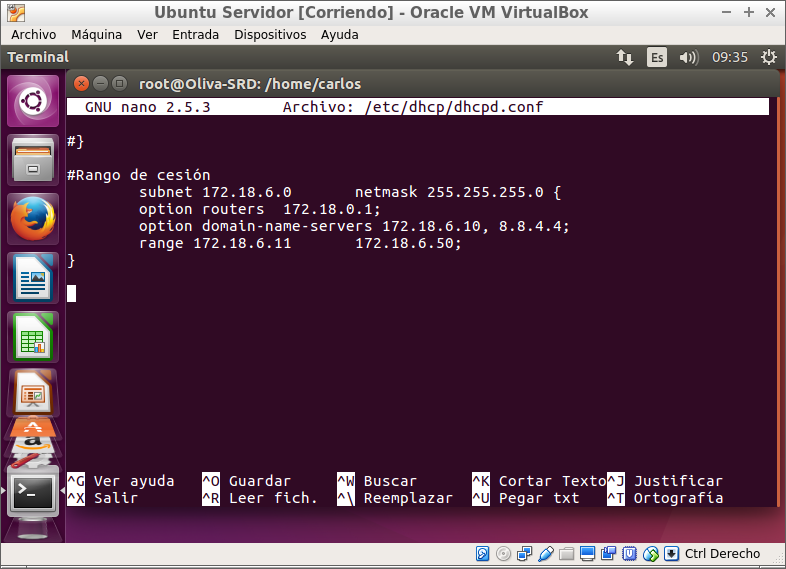 Ubuntu Servidor [Corriendo] - Oracle VM VirtualBox
Archivo Máquina Ver Entrada Dispositivos Ayuda
Terminal Es 09:35
root@Oliva-SRD: /home/carlos
GNU nano 2.5.3 Archivo: /etc/dhcp/dhcpd.conf
#}
#Rango de cesión
subnet 172.18.6.0 netmask 255.255.255.0 {
option routers 172.18.0.1;
option domain-name-servers 172.18.6.10, 8.8.4.4;
range 172.18.6.11 172.18.6.50;
}
^G Ver ayuda ^O Guardar ^W Buscar ^K Cortar Texto ^J Justificar
^X Salir ^R Leer fich. ^\ Reemplazar ^U Pegar txt ^T Ortografía
Ctrl Derecho